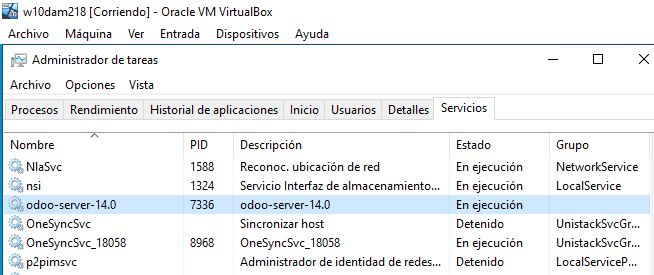 w10dam218 [Corriendo] - Oracle VM VirtualBox
Archivo Máquina Ver Entrada Dispositivos Ayuda
Administrador de tareas
Archivo Opciones Vista
Procesos Rendimiento Historial de aplicaciones Inicio Usuarios Detalles Servicios
Nombre PID Descripción Estado Grupo
NlaSvc 1588 Reconoc. ubicación de red En ejecución NetworkService
nsi 1324 Servicio Interfaz de almacenamiento... En ejecución LocalService
odoo-server-14.0 7336 odoo-server-14.0 En ejecución
OneSyncSvc Sincronizar host Detenido UnistackSvcGr...
OneSyncSvc_18058 8968 OneSyncSvc_18058 En ejecución UnistackSvcGr...
p2pimsvc Administrador de identidad de redes... Detenido LocalServiceP...